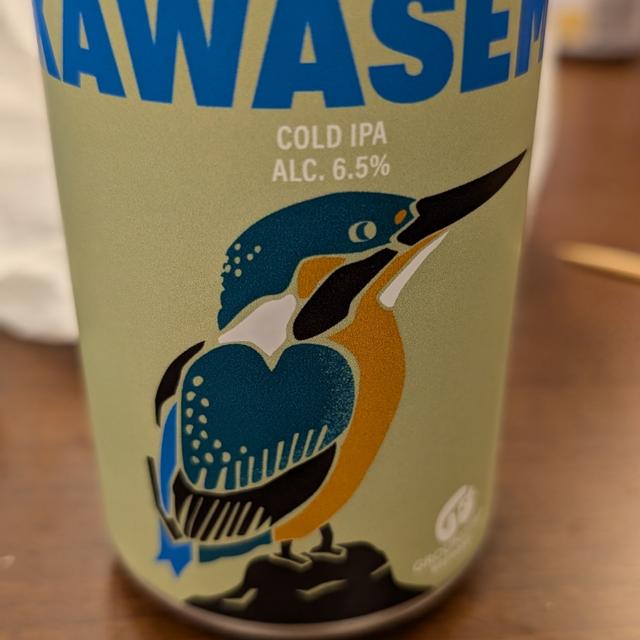 KAWASEM
COLD IPA
ALC. 6.5%